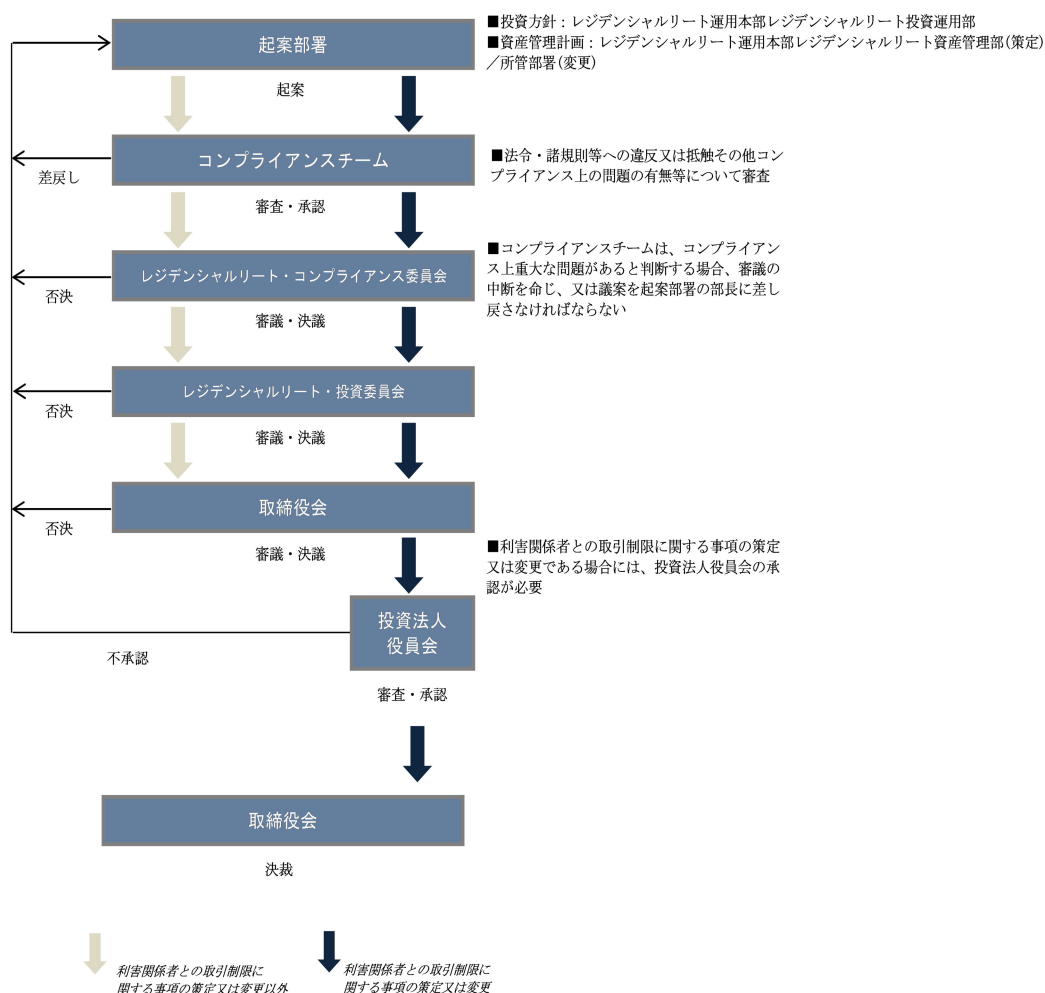 起案部署
■投資方針：レジデンシャルリート運用本部レジデンシャルリート投資運用部
■資産管理計画：レジデンシャルリート運用本部レジデンシャルリート資産管理部(策定)
／所管部署(変更)
起案
コンプライアンスチーム
■法令・諸規則等への違反又は抵触その他コン
プライアンス上の問題の有無等について審査
差戻し
審査・承認
レジデンシャルリート・コンプライアンス委員会
■コンプライアンスチームは、コンプライアン
ス上重大な問題があると判断する場合、審議の
中断を命じ、又は議案を起案部署の部長に差し
戻さなければならない
否決
審議・決議
レジデンシャルリート・投資委員会
否決
審議・決議
取締役会
否決
審議・決議
■利害関係者との取引制限に関する事項の策定
又は変更である場合には、投資法人役員会の承
認が必要
投資法人
役員会
不承認
審査・承認
取締役会
決裁
利害関係者との取引制限に
関する事項の策定又は変更以外
利害関係者との取引制限に
関する事項の策定又は変更